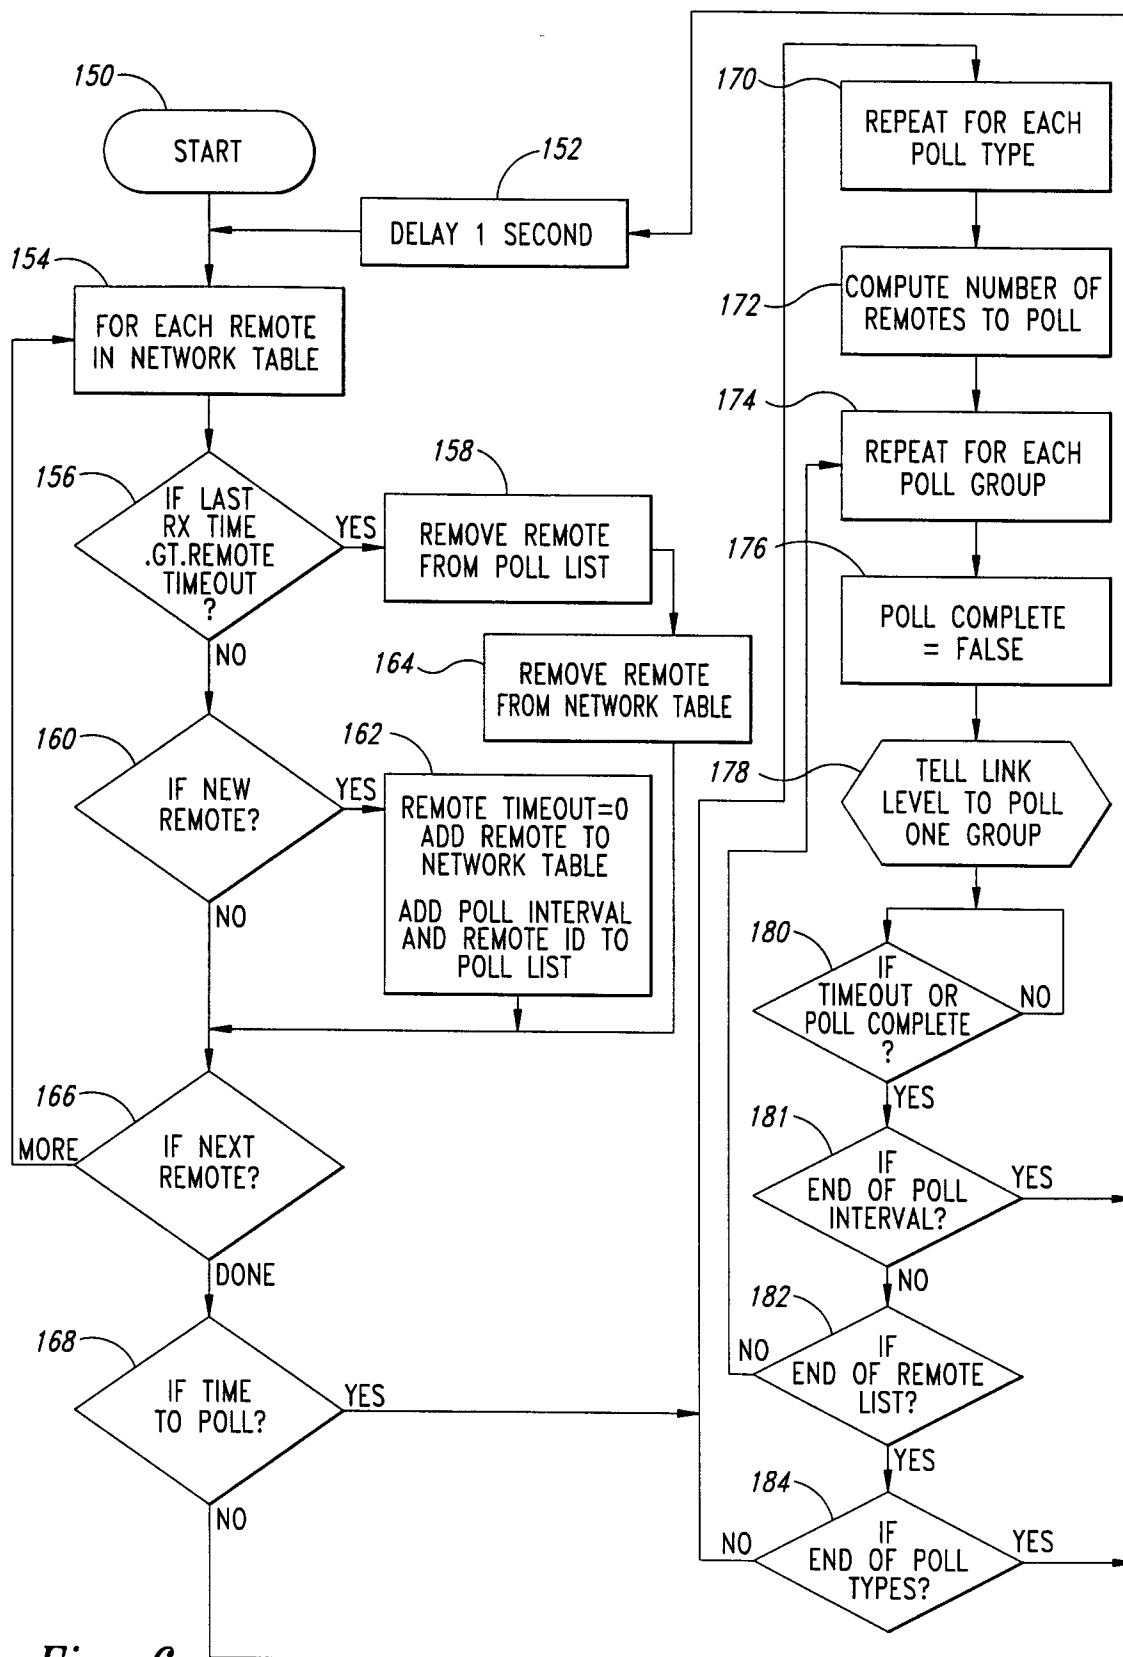 150
START
152
DELAY 1 SECOND
154
FOR EACH REMOTE
IN NETWORK TABLE
156
IF LAST
RX TIME
.GT.REMOTE
TIMEOUT
?
YES
NO
158
REMOVE REMOTE
FROM POLL LIST
164
REMOVE REMOTE
FROM NETWORK TABLE
160
IF NEW
REMOTE?
YES
NO
162
REMOTE TIMEOUT=0
ADD REMOTE TO
NETWORK TABLE
ADD POLL INTERVAL
AND REMOTE ID TO
POLL LIST
166
IF NEXT
REMOTE?
MORE
DONE
168
IF TIME
TO POLL?
YES
NO
170
REPEAT FOR EACH
POLL TYPE
172
COMPUTE NUMBER OF
REMOTES TO POLL
174
REPEAT FOR EACH
POLL GROUP
176
POLL COMPLETE
= FALSE
178
TELL LINK
LEVEL TO POLL
ONE GROUP
180
IF
TIMEOUT OR
POLL COMPLETE
?
NO
YES
181
IF
END OF POLL
INTERVAL?
YES
NO
182
IF
END OF REMOTE
LIST?
NO
YES
184
IF
END OF POLL
TYPES?
NO
YES